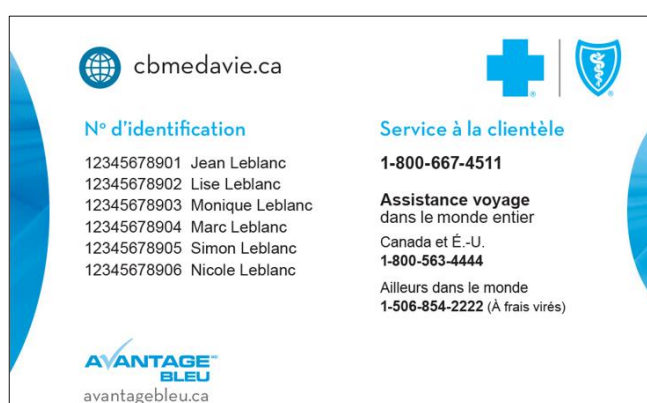 cbmedavie.ca
Nº d'identification
12345678901 Jean Leblanc
12345678902 Lise Leblanc
12345678903 Monique Leblanc
12345678904 Marc Leblanc
12345678905 Simon Leblanc
12345678906 Nicole Leblanc
AVANTAGE
BLEU
avantagebleu.ca
Service à la clientèle
1-800-667-4511
Assistance voyage
dans le monde entier
Canada et É.-U.
1-800-563-4444
Ailleurs dans le monde
1-506-854-2222 (À frais virés)